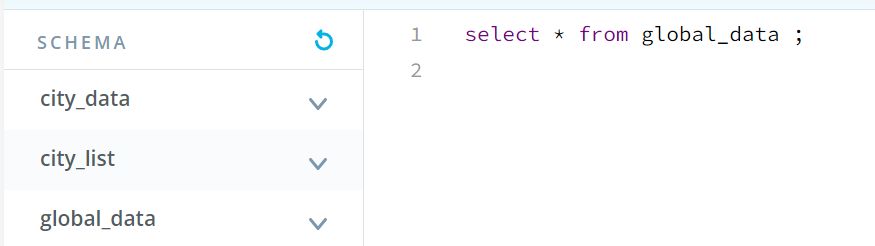 SCHEMA
city_data
city_list
global_data
1 select * from global_data ;
2